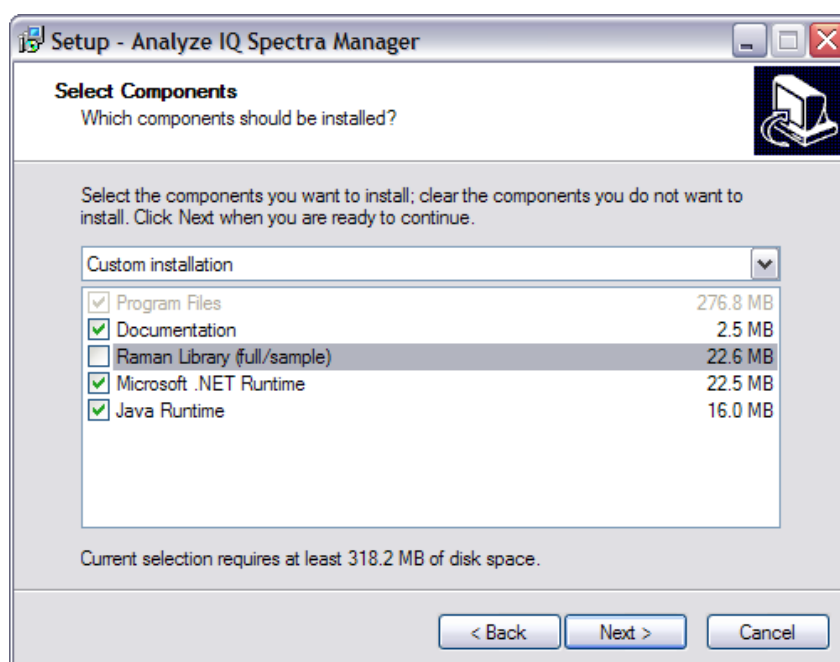 Setup - Analyze IQ Spectra Manager
Select Components
Which components should be installed?
Select the components you want to install; clear the components you do not want to
install. Click Next when you are ready to continue.
Custom installation
Program Files 276.8 MB
Documentation 2.5 MB
Raman Library (full/sample) 22.6 MB
Microsoft .NET Runtime 22.5 MB
Java Runtime 16.0 MB
Current selection requires at least 318.2 MB of disk space.
< Back Next > Cancel